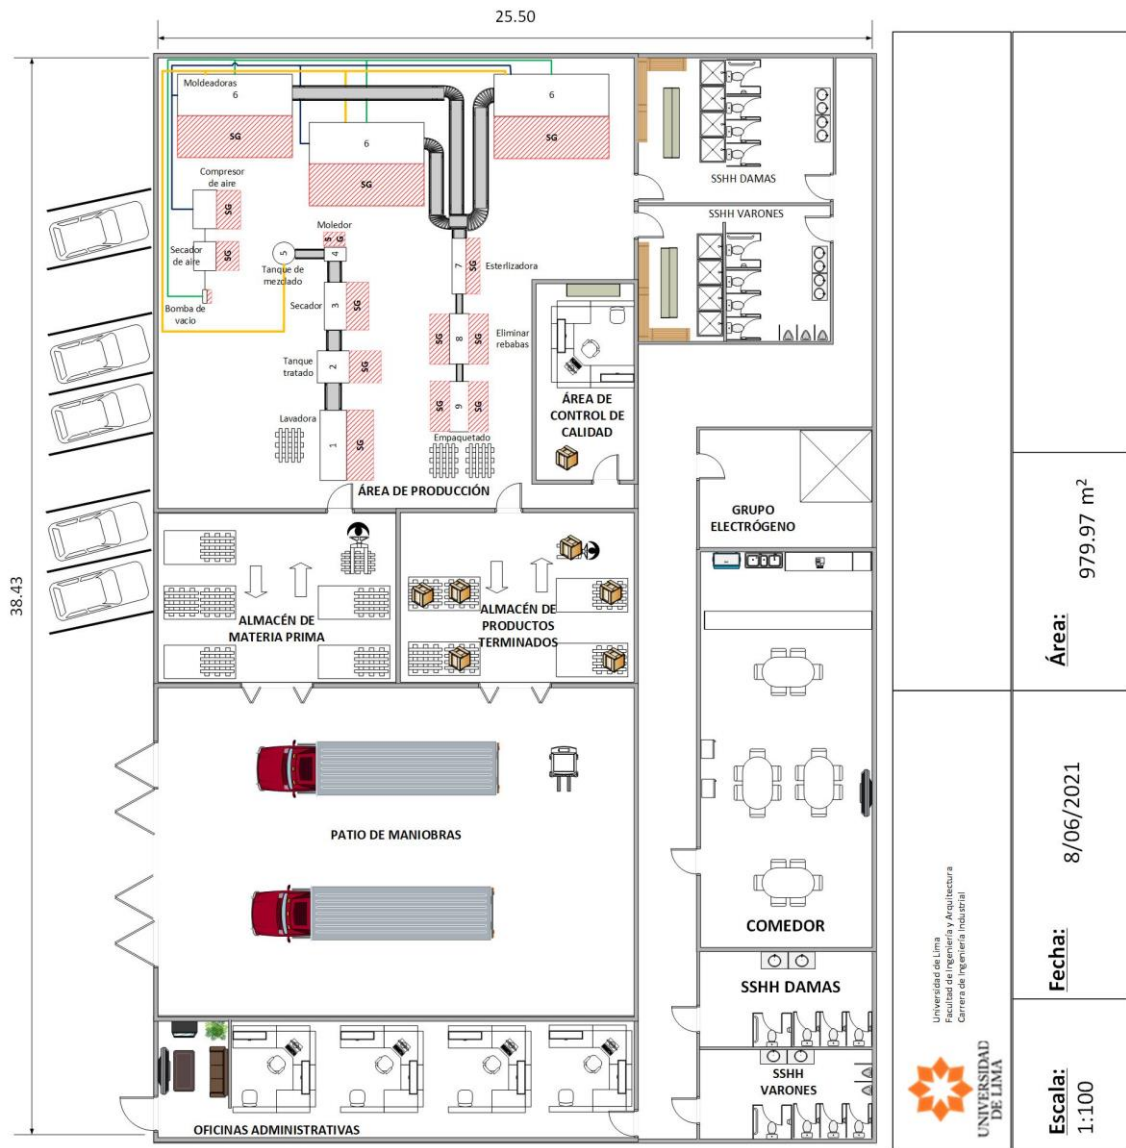 25.50
38.43
Moldeadoras
6
6
6
SG
SG
SG
Compresor
de aire
SG
Secador
de aire
SG
Bomba de
vacio
Moledor
S G
5
4
Tanque de
mezclado
Secador
3
SG
Tanque
tratado
2
SG
Lavadora
1
SG
7
SG
Esterlizadora
SG
8
SG
Eliminar
rebabas
SG
9
SG
Empaquetado
ÁREA DE PRODUCCIÓN
ÁREA DE
CONTROL DE
CALIDAD
SSHH DAMAS
SSHH VARONES
GRUPO
ELECTRÓGENO
ALMACÉN DE
MATERIA PRIMA
ALMACÉN DE
PRODUCTOS
TERMINADOS
PATIO DE MANIOBRAS
COMEDOR
SSHH DAMAS
SSHH
VARONES
OFICINAS ADMINISTRATIVAS
Universidad de Lima
Facultad de Ingeniería y Arquitectura
Carrera de Ingeniería Industrial
UNIVERSIDAD
DE LIMA
Área:
979.97 m²
Fecha:
8/06/2021
Escala:
1:100